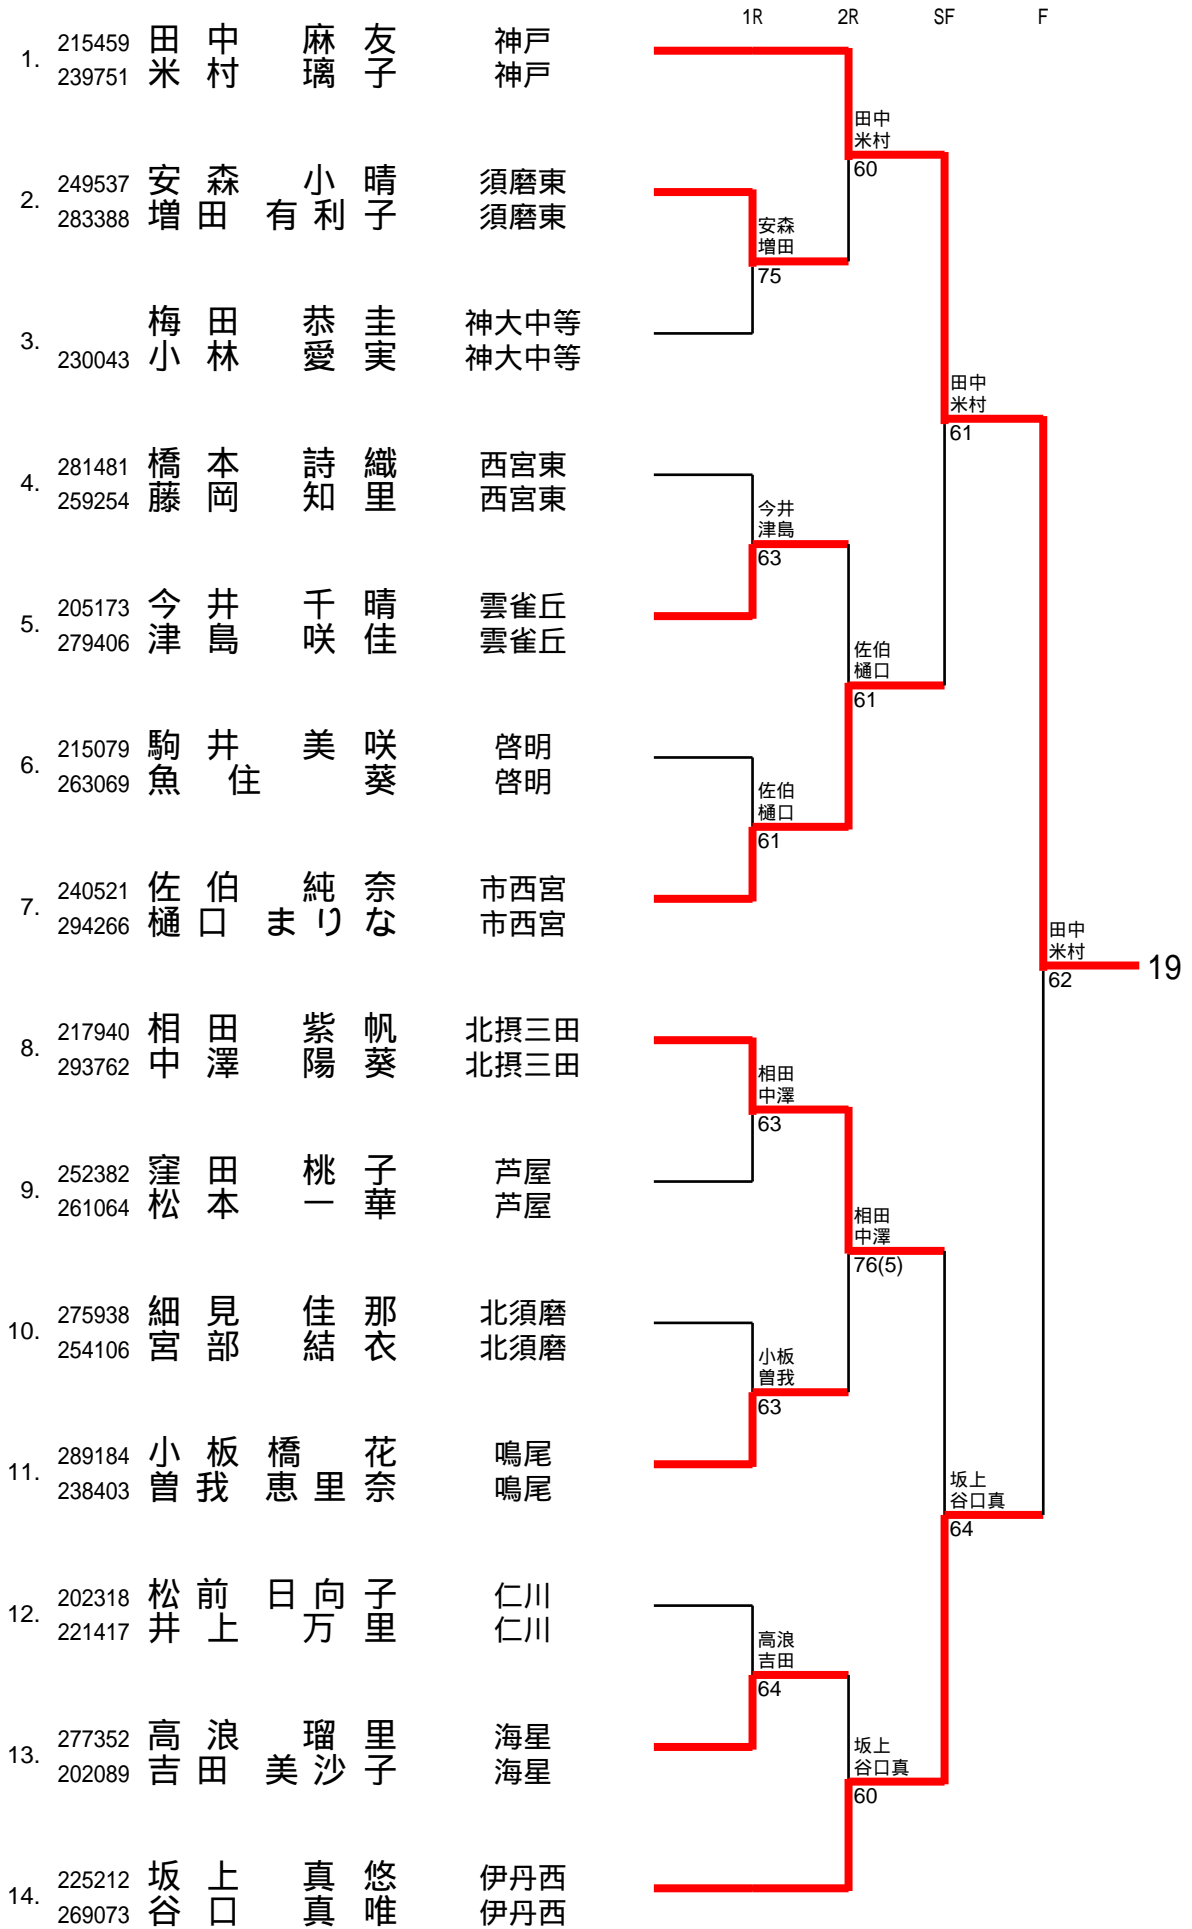 1R 2R SF F
1. 215459 田中 麻友 神戸
239751 米村 璃子 神戸
田中
米村
60
2. 249537 安森 小晴 須磨東
283388 増田 有利子 須磨東
安森
増田
75
3. 梅田 恭圭 神大中等
230043 小林 愛実 神大中等
田中
米村
61
4. 281481 橋本 詩織 西宮東
259254 藤岡 知里 西宮東
今井
津島
63
5. 205173 今井 千晴 雲雀丘
279406 津島 咲佳 雲雀丘
佐伯
樋口
61
6. 215079 駒井 美咲 啓明
263069 魚住 葵 啓明
佐伯
樋口
61
7. 240521 佐伯 純奈 市西宮
294266 樋口 まりな 市西宮
田中
米村
62
19
8. 217940 相田 紫帆 北摂三田
293762 中澤 陽葵 北摂三田
相田
中澤
63
9. 252382 窪田 桃子 芦屋
261064 松本 一華 芦屋
相田
中澤
76(5)
10. 275938 細見 佳那 北須磨
254106 宮部 結衣 北須磨
小板
曽我
63
11. 289184 小板橋 花 鳴尾
238403 曽我 恵里奈 鳴尾
坂上
谷口真
64
12. 202318 松前 日向子 仁川
221417 井上 万里 仁川
高浪
吉田
64
13. 277352 高浪 瑠里 海星
202089 吉田 美沙子 海星
坂上
谷口真
60
14. 225212 坂上 真悠 伊丹西
269073 谷口 真唯 伊丹西